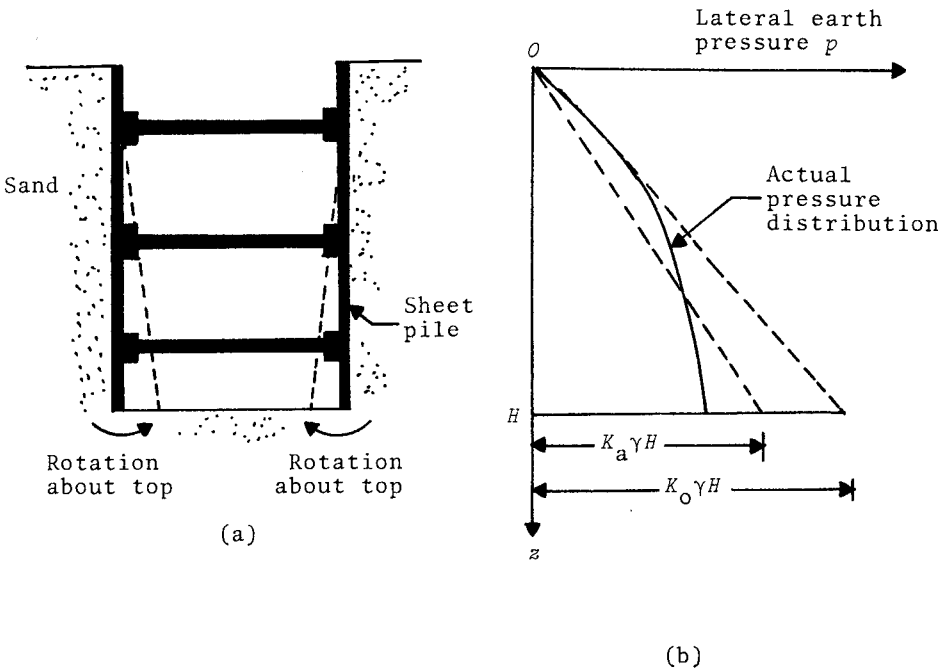 Sand
Sheet
pile
Rotation
about top
Rotation
about top
(a)
Lateral earth
pressure p
O
Actual
pressure
distribution
H
KaγH
KoγH
z
(b)